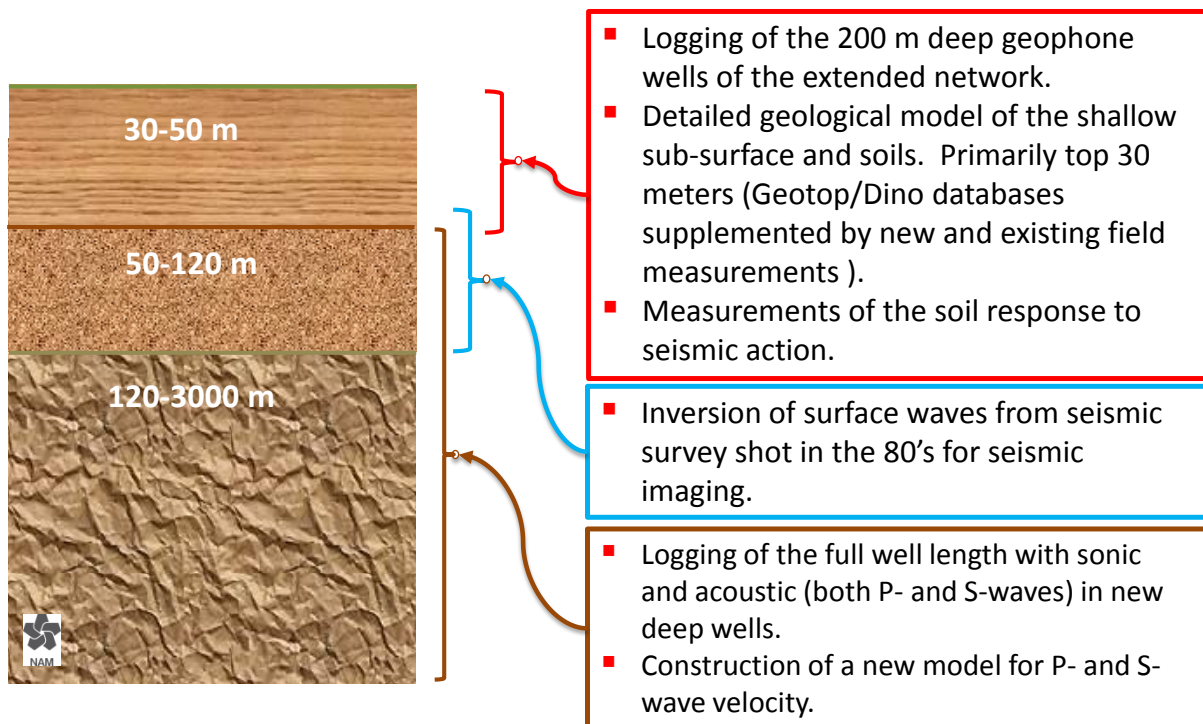 30-50 m
50-120 m
120-3000 m
NAM
▪ Logging of the 200 m deep geophone
wells of the extended network.
▪ Detailed geological model of the shallow
sub-surface and soils.  Primarily top 30
meters (Geotop/Dino databases
supplemented by new and existing field
measurements ).
▪ Measurements of the soil response to
seismic action.
▪ Inversion of surface waves from seismic
survey shot in the 80's for seismic
imaging.
▪ Logging of the full well length with sonic
and acoustic (both P- and S-waves) in new
deep wells.
▪ Construction of a new model for P- and S-
wave velocity.